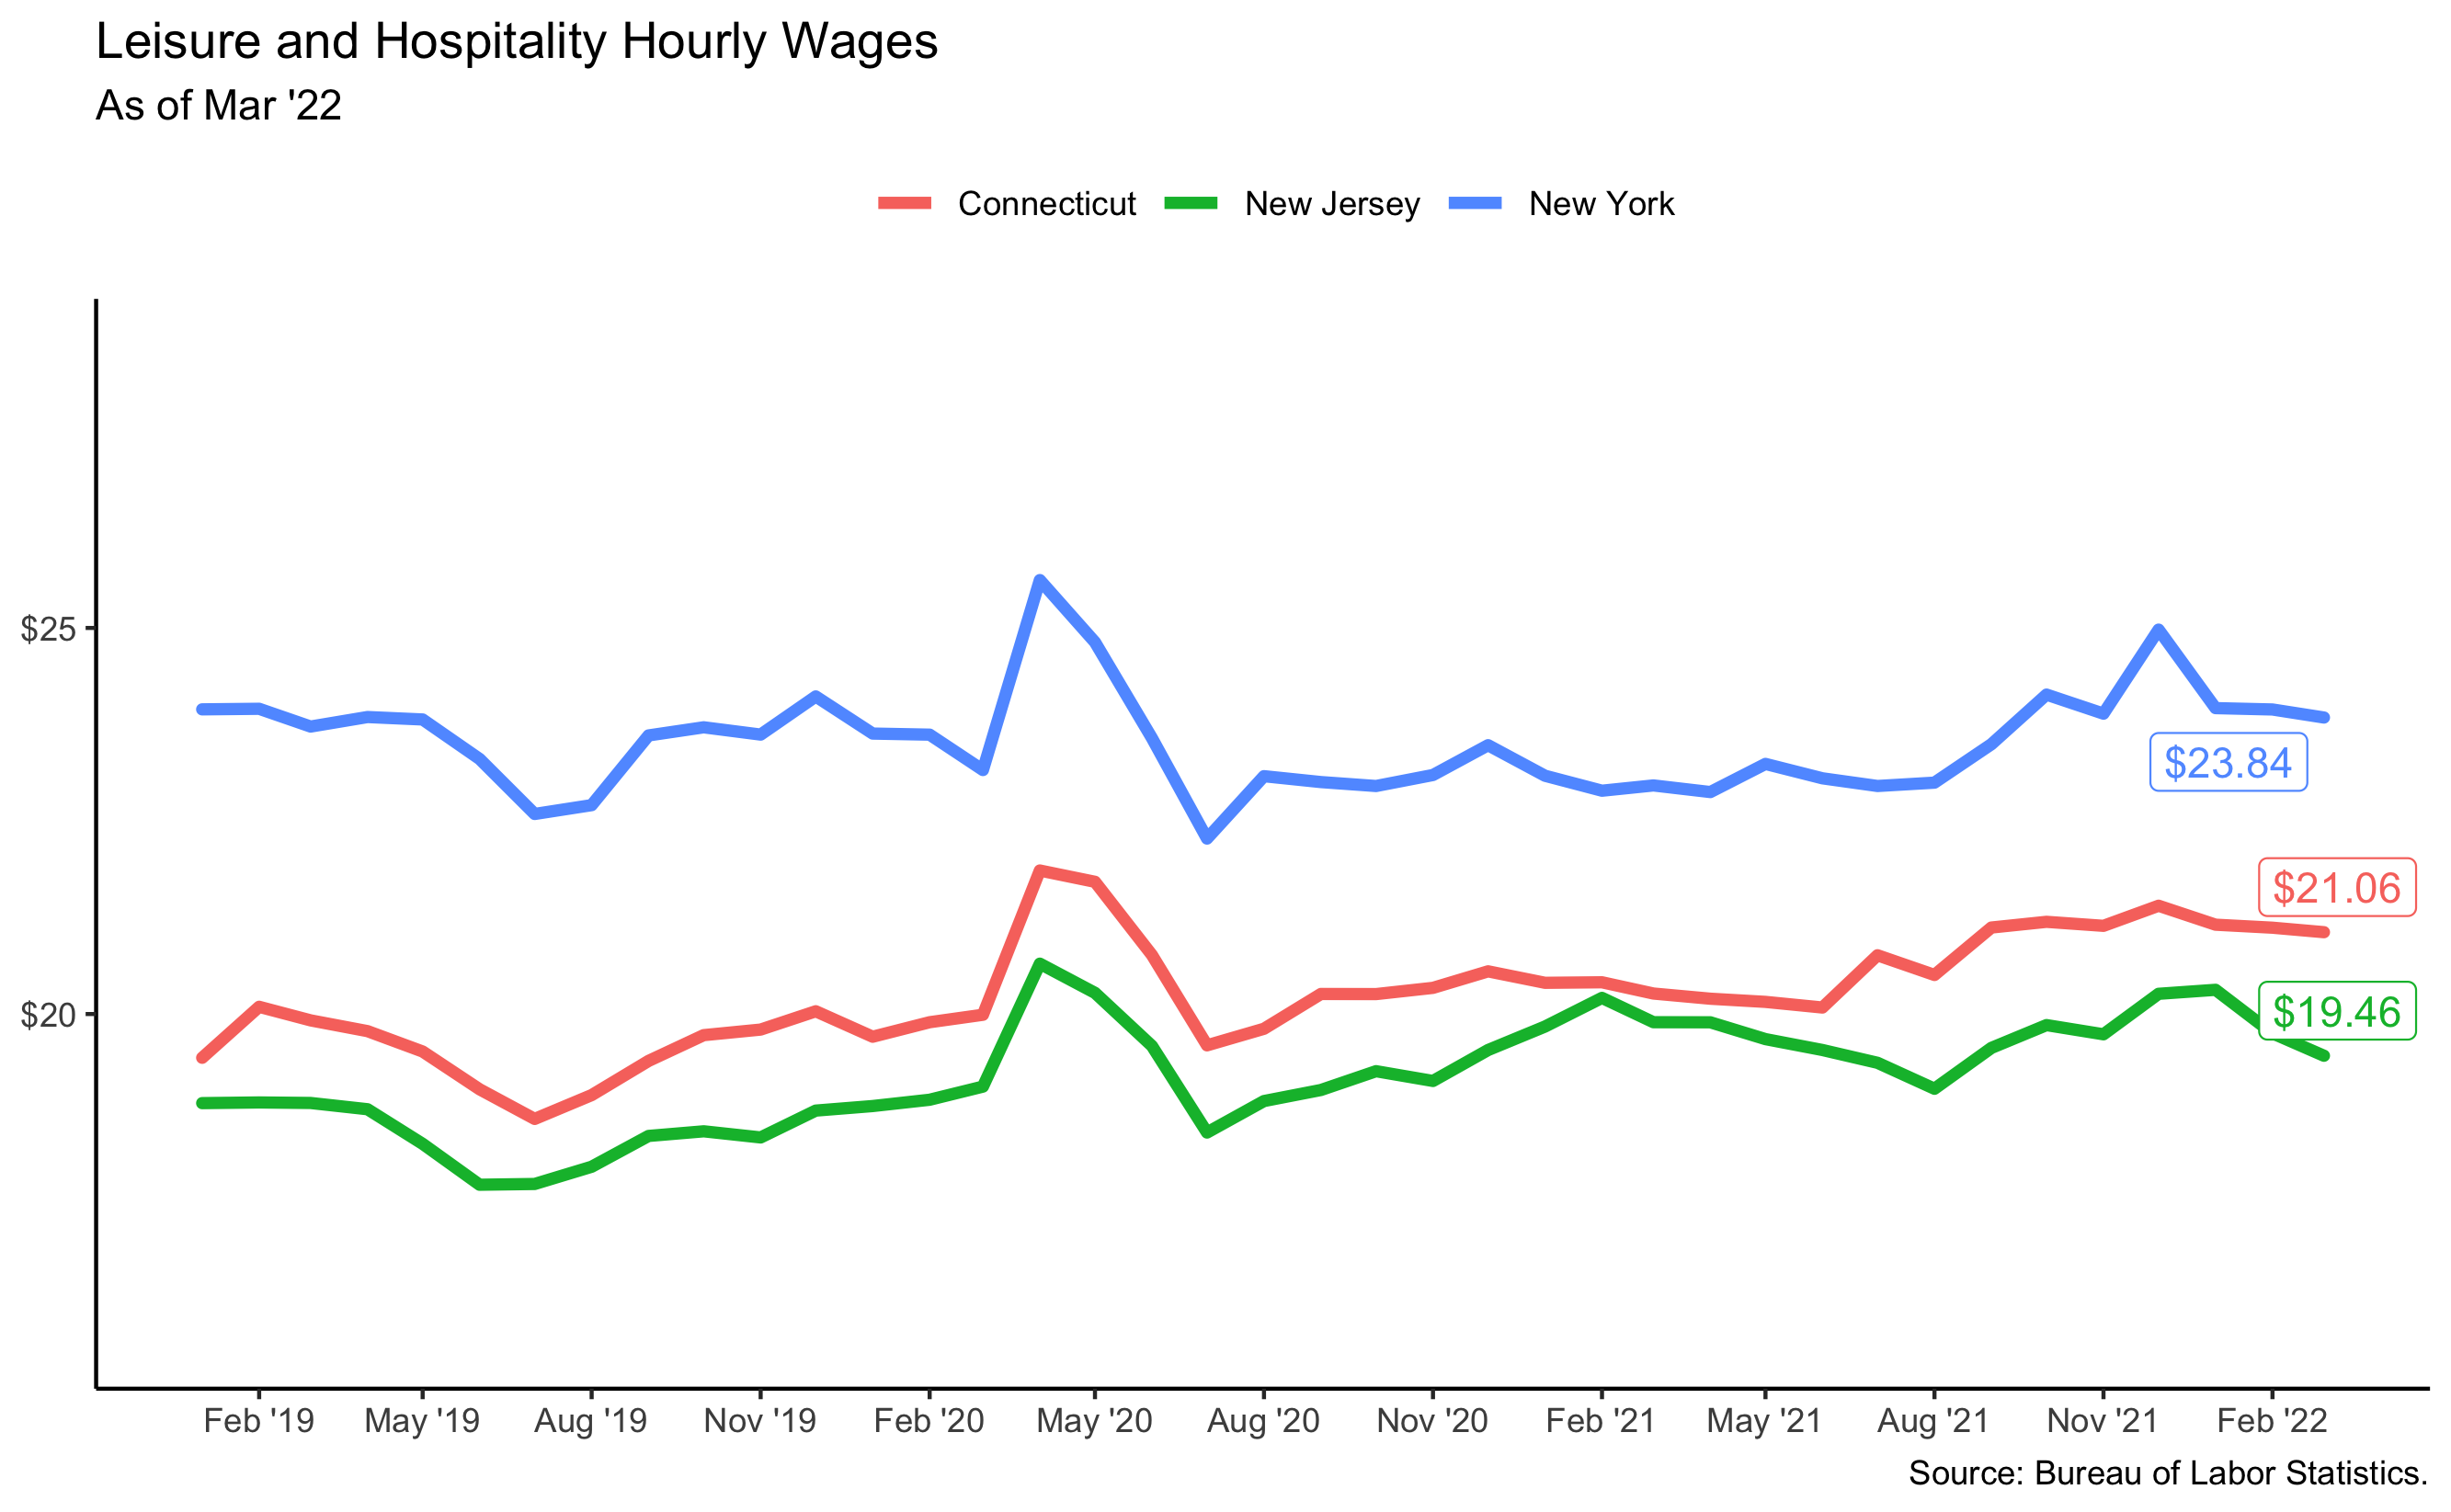 Leisure and Hospitality Hourly Wages
As of Mar '22
Connecticut New Jersey New York
$25
$23.84
$21.06
$20
$19.46
Feb '19 May '19 Aug '19 Nov '19 Feb '20 May '20 Aug '20 Nov '20 Feb '21 May '21 Aug '21 Nov '21 Feb '22
Source: Bureau of Labor Statistics.